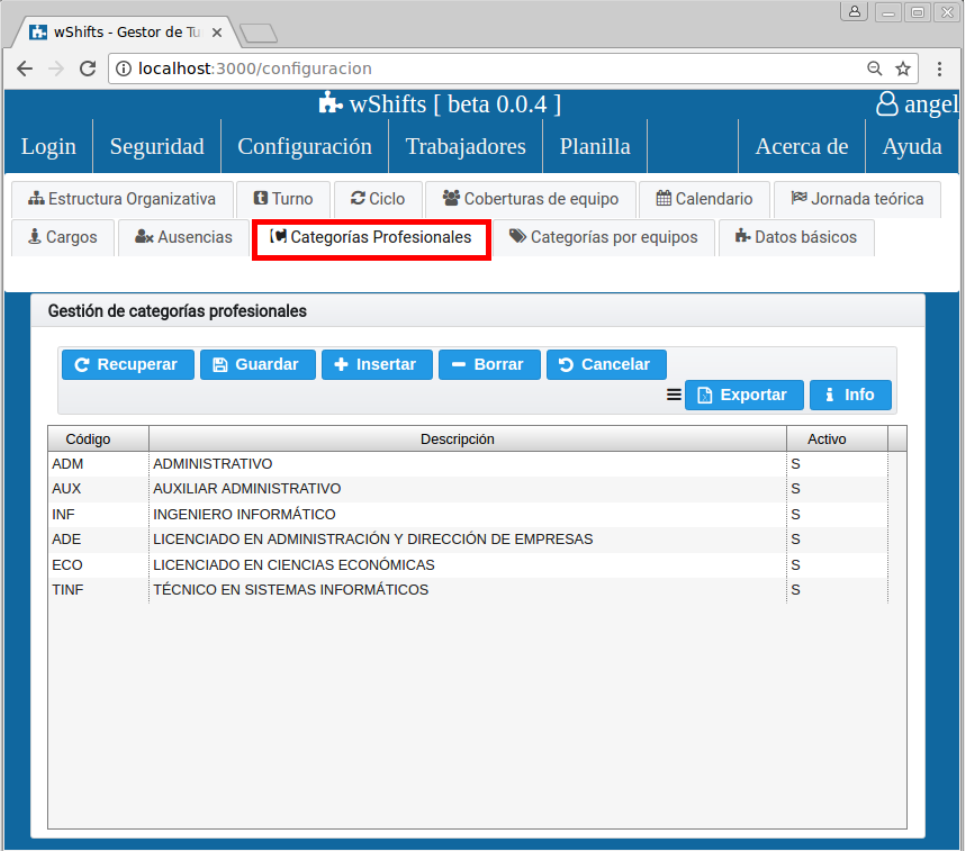 wShifts - Gestor de Tu
localhost:3000/configuracion
wShifts [ beta 0.0.4 ]
angel
Login Seguridad Configuración Trabajadores Planilla Acerca de Ayuda
Estructura Organizativa Turno Ciclo Coberturas de equipo Calendario Jornada teórica
Cargos Ausencias Categorías Profesionales Categorías por equipos Datos básicos
Gestión de categorías profesionales
Recuperar Guardar Insertar Borrar Cancelar
Exportar Info
Código Descripción Activo
ADM ADMINISTRATIVO S
AUX AUXILIAR ADMINISTRATIVO S
INF INGENIERO INFORMÁTICO S
ADE LICENCIADO EN ADMINISTRACIÓN Y DIRECCIÓN DE EMPRESAS S
ECO LICENCIADO EN CIENCIAS ECONÓMICAS S
TINF TÉCNICO EN SISTEMAS INFORMÁTICOS S